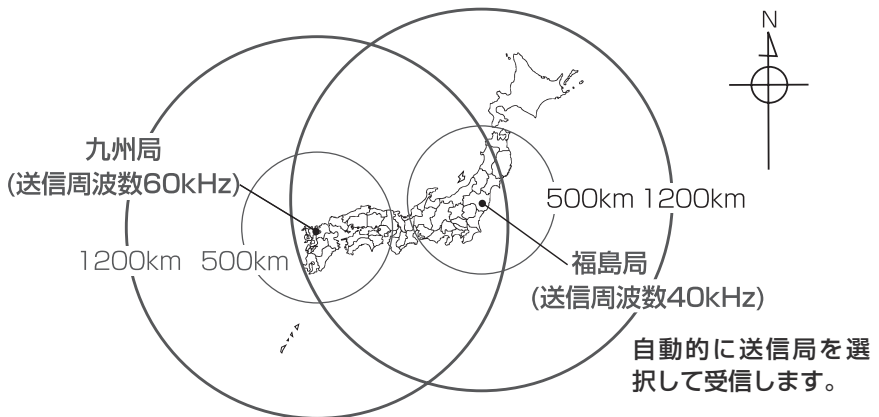 N
九州局
(送信周波数60kHz)
500km 1200km
1200km 500km
福島局
(送信周波数40kHz)
自動的に送信局を選
択して受信します。